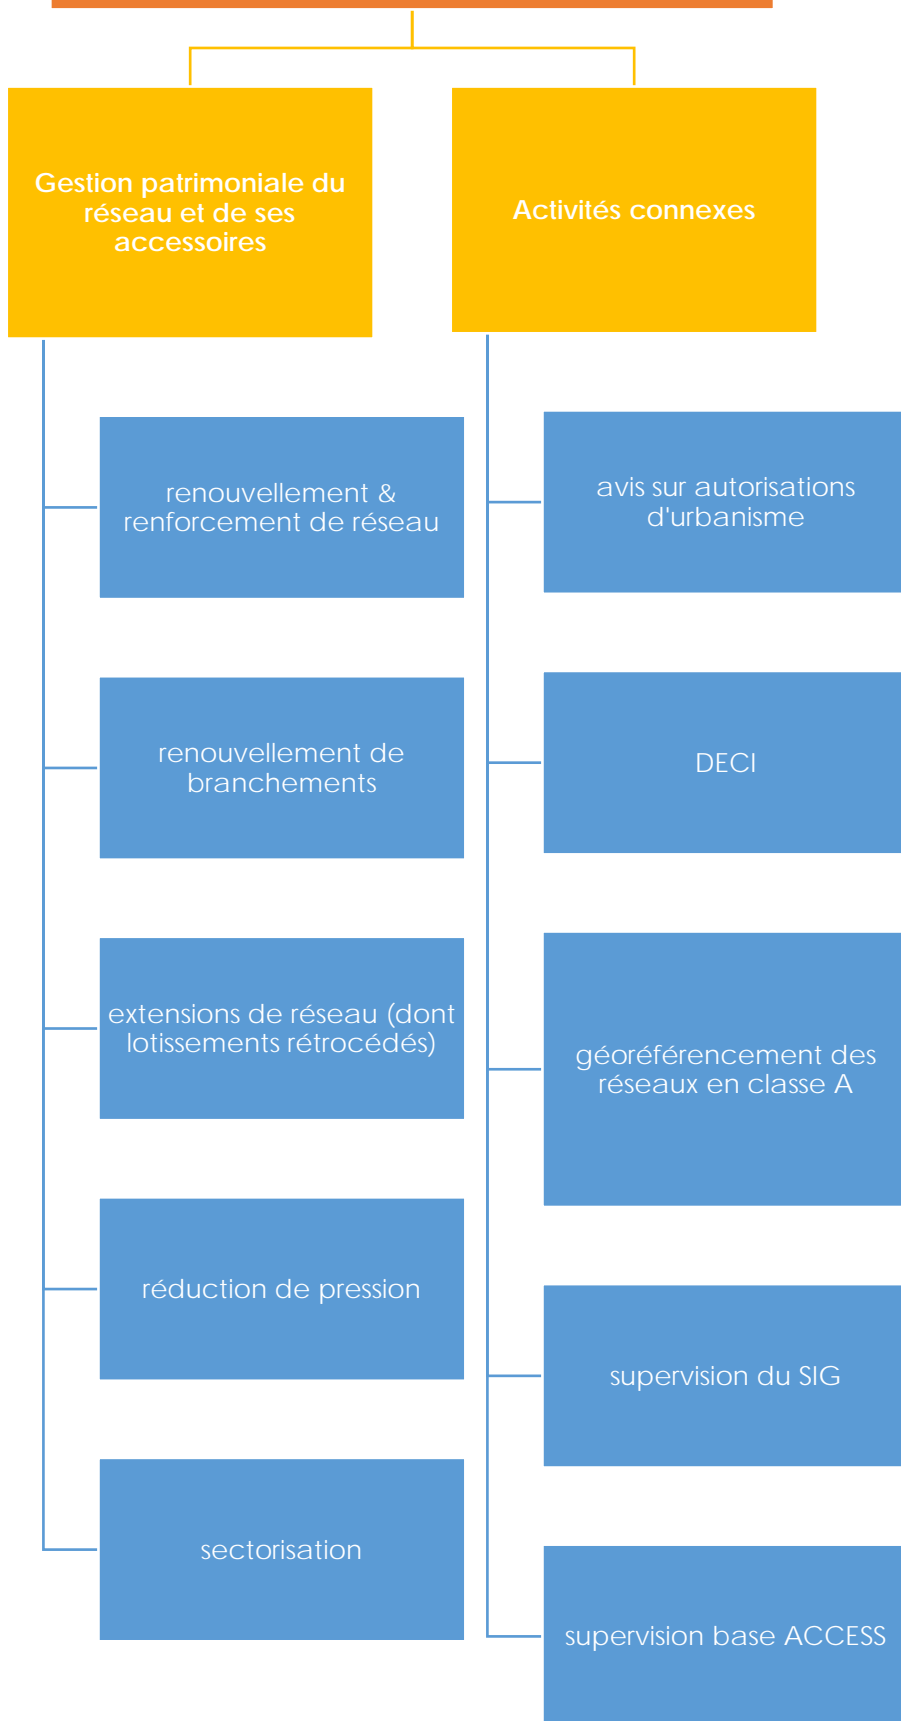 Gestion patrimoniale du
réseau et de ses
accessoires
renouvellement &
renforcement de réseau
renouvellement de
branchements
extensions de réseau (dont
lotissements rétrocédés)
réduction de pression
sectorisation
Activités connexes
avis sur autorisations
d'urbanisme
DECI
géoréférencement des
réseaux en classe A
supervision du SIG
supervision base ACCESS